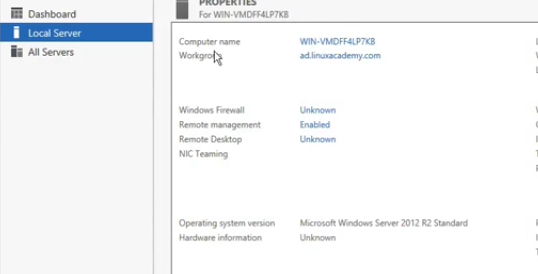 Dashboard
Local Server
All Servers
PROPERTIES
For WIN-VMDFF4LP7KB
Computer name WIN-VMDFF4LP7KB
Workgroup ad.linuxacademy.com
Windows Firewall Unknown
Remote management Enabled
Remote Desktop Unknown
NIC Teaming
Operating system version Microsoft Windows Server 2012 R2 Standard
Hardware information Unknown